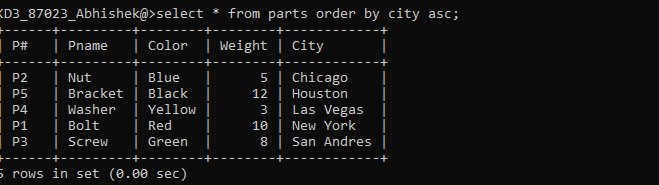 KD3_87023_Abhishek@>select * from parts order by city asc;
+------+---------+--------+--------+------------+
| P# | Pname | Color | Weight | City |
+------+---------+--------+--------+------------+
| P2 | Nut | Blue | 5 | Chicago |
| P5 | Bracket | Black | 12 | Houston |
| P4 | Washer | Yellow | 3 | Las Vegas |
| P1 | Bolt | Red | 10 | New York |
| P3 | Screw | Green | 8 | San Andres |
+------+---------+--------+--------+------------+
5 rows in set (0.00 sec)